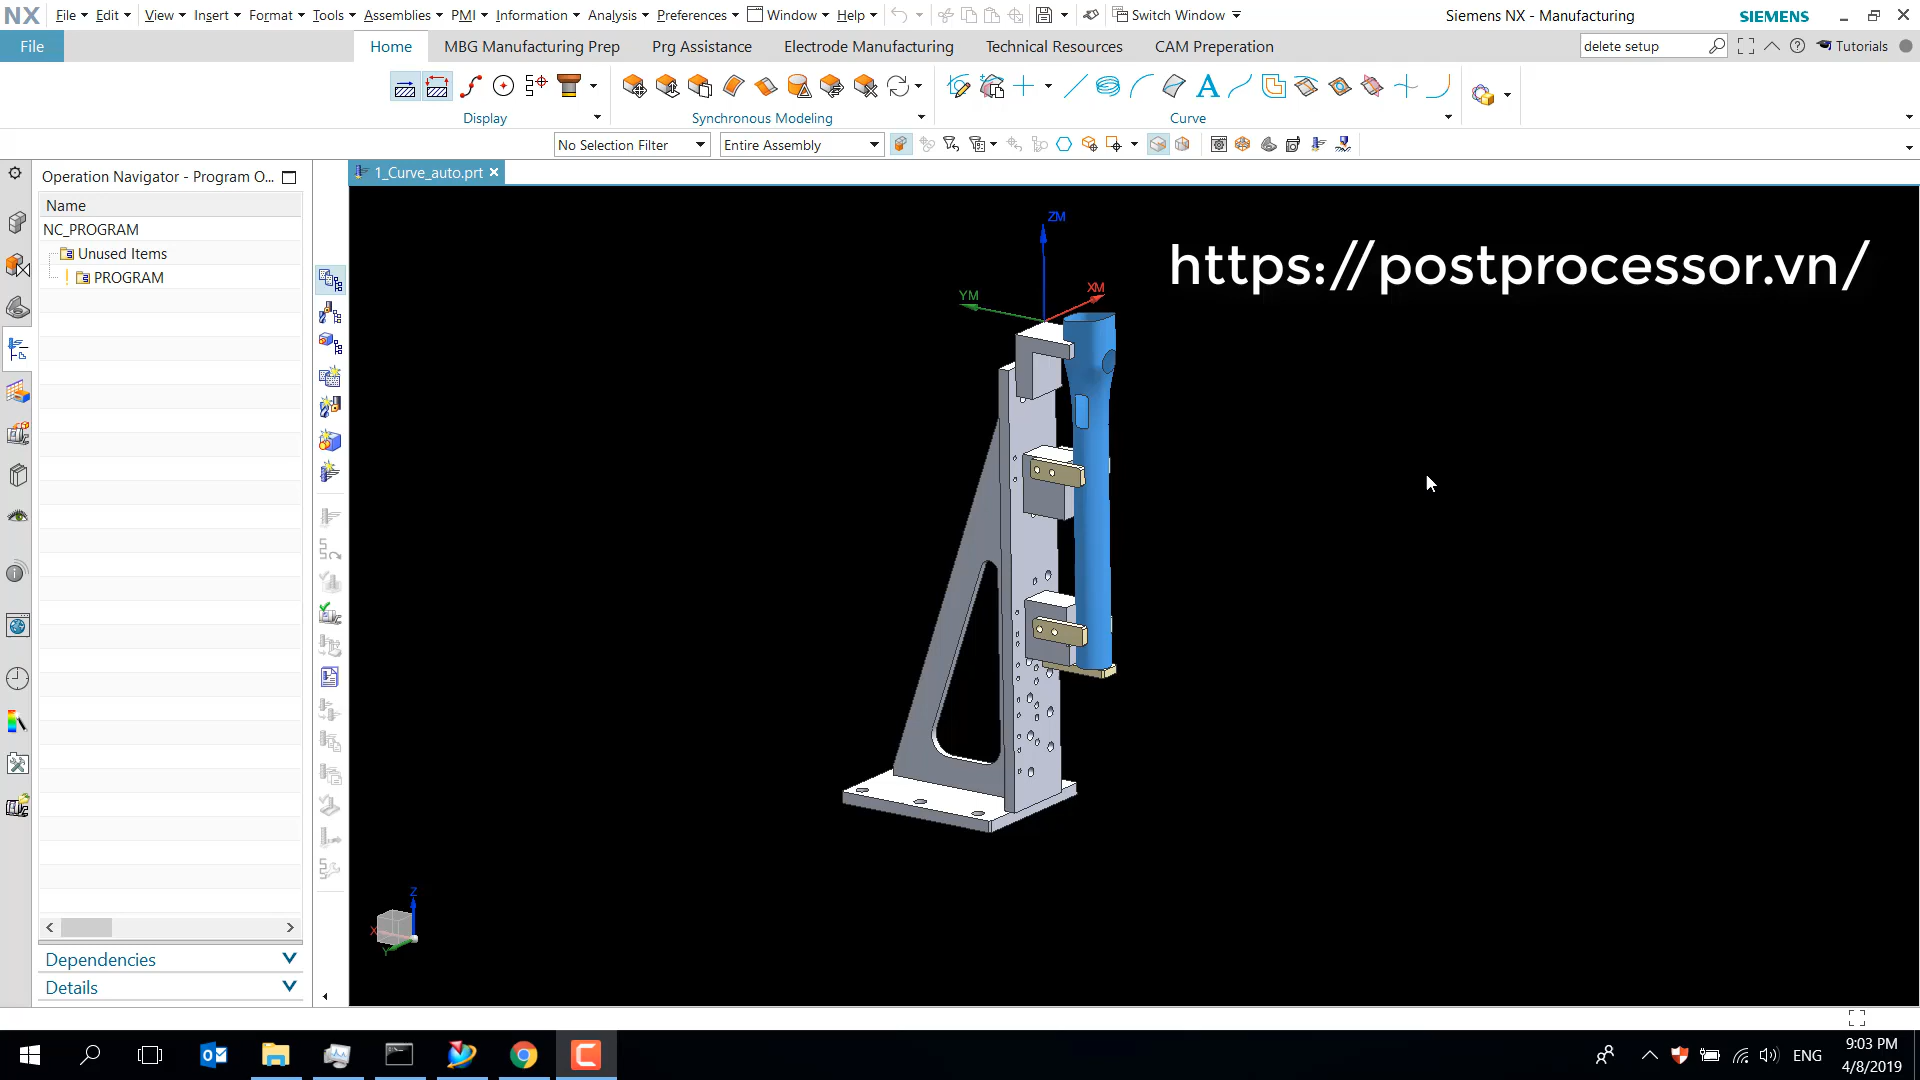 NX File Edit View Insert Format Tools Assemblies PMI Information Analysis Preferences Window Help Switch Window Siemens NX - Manufacturing SIEMENS
File Home MBG Manufacturing Prep Prg Assistance Electrode Manufacturing Technical Resources CAM Preperation delete setup Tutorials
Display Synchronous Modeling Curve
No Selection Filter Entire Assembly
Operation Navigator - Program O... 1_Curve_auto.prt
Name
NC_PROGRAM
Unused Items
PROGRAM
ZM
https://postprocessor.vn/
XM
YM
Z
X
Y
Dependencies
Details
ENG
9:03 PM
4/8/2019